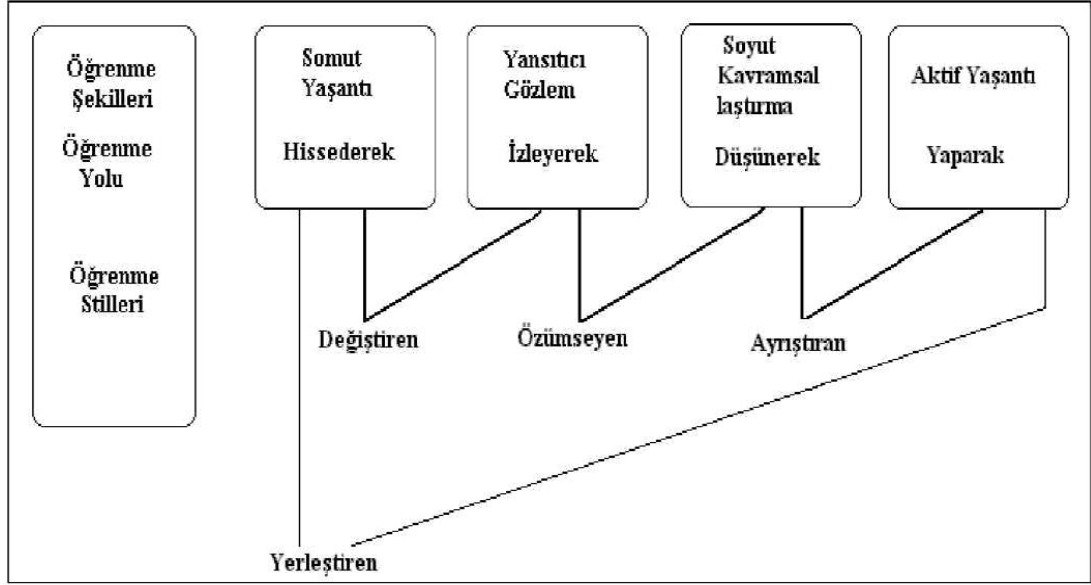 Öğrenme
Şekilleri
Öğrenme
Yolu
Öğrenme
Stilleri
Somut
Yaşantı
Hissederek
Yansıtıcı
Gözlem
İzleyerek
Soyut
Kavramsal
laştırma
Düşünerek
Aktif Yaşantı
Yaparak
Değiştiren
Özümseyen
Ayrıştıran
Yerleştiren